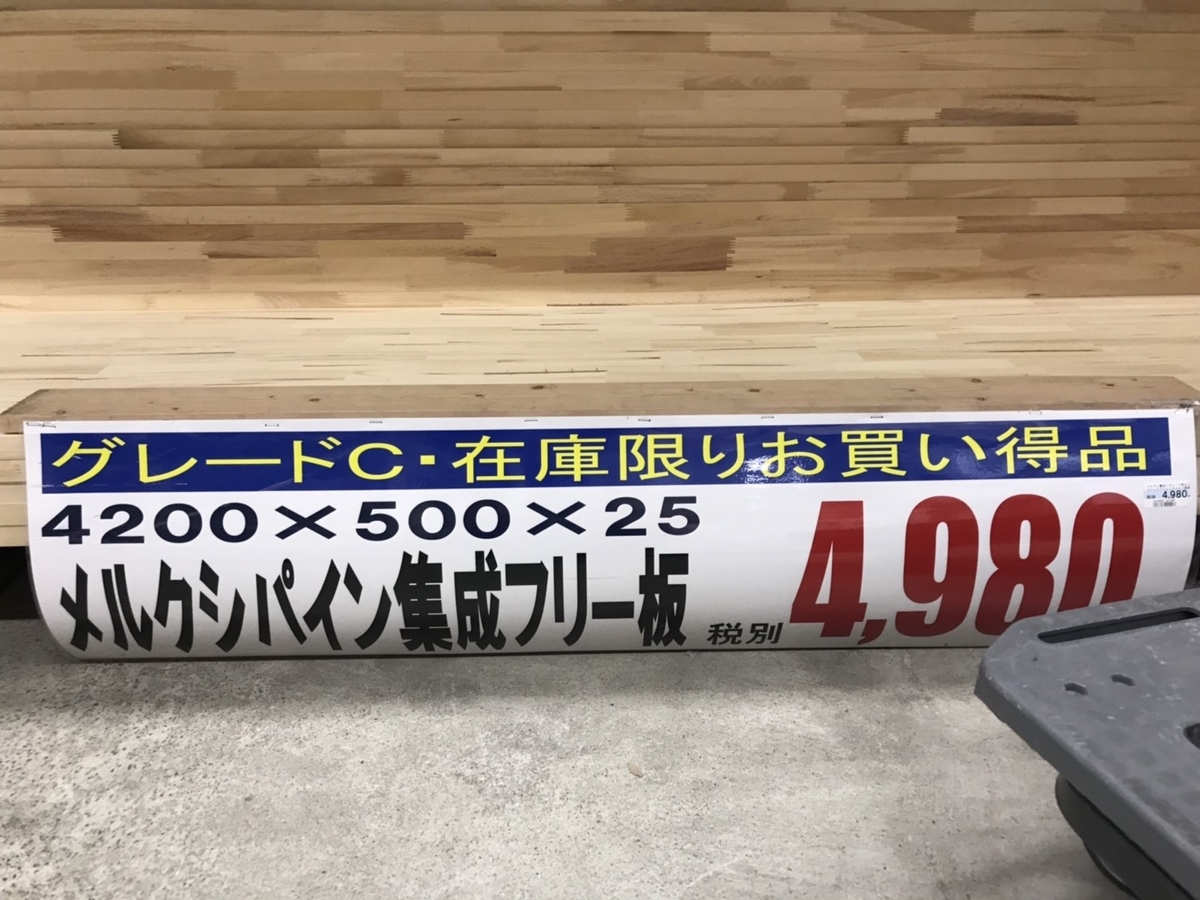 グレードC・在庫限りお買い得品
4200×500×25
メルクシパイン集成フリー板
税別 4,980
4,980